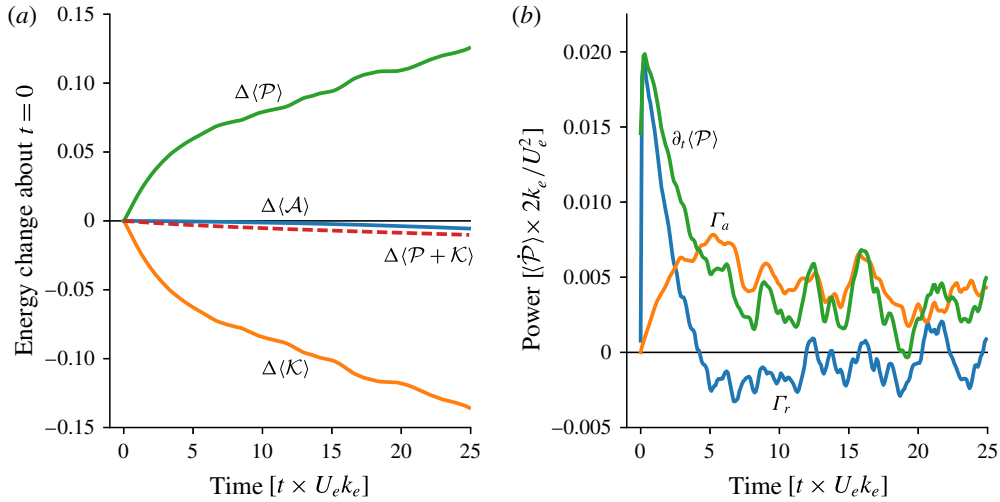 (a)
Energy change about t = 0
0.15
0.10
0.05
0
−0.05
−0.10
−0.15
Δ⟨𝒫⟩
Δ⟨𝒜⟩
Δ⟨𝒫 + 𝒦⟩
Δ⟨𝒦⟩
0 5 10 15 20 25
Time [t × U_e k_e]
(b)
Power [⟨𝒫̇⟩ × 2k_e/U_e^2]
0.020
0.015
0.010
0.005
0
−0.005
∂_t⟨𝒫⟩
Γ_a
Γ_r
0 5 10 15 20 25
Time [t × U_e k_e]